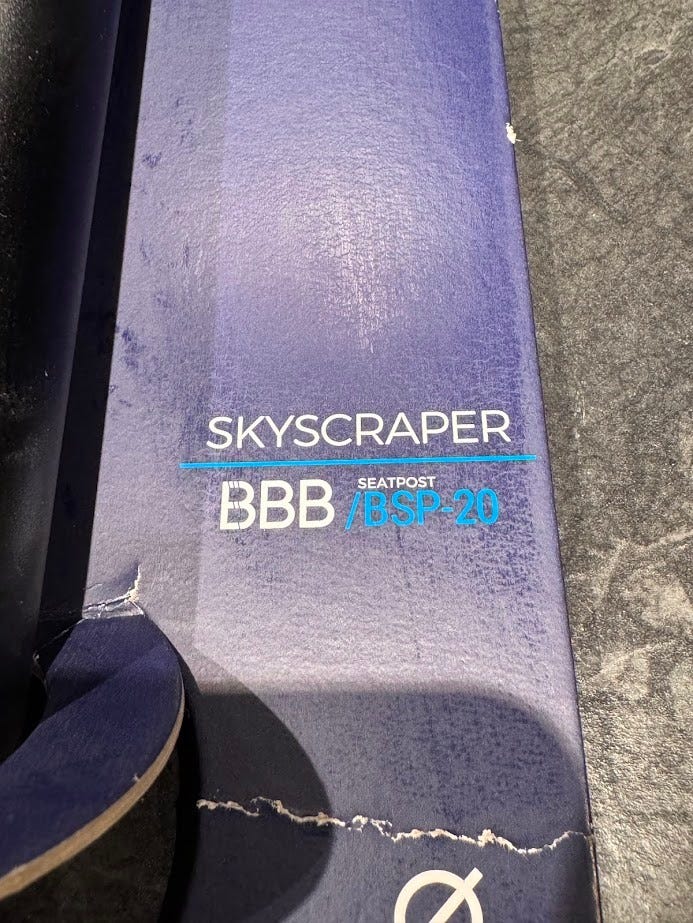 SKYSCRAPER
SEATPOST
BBB /BSP-20
Ø